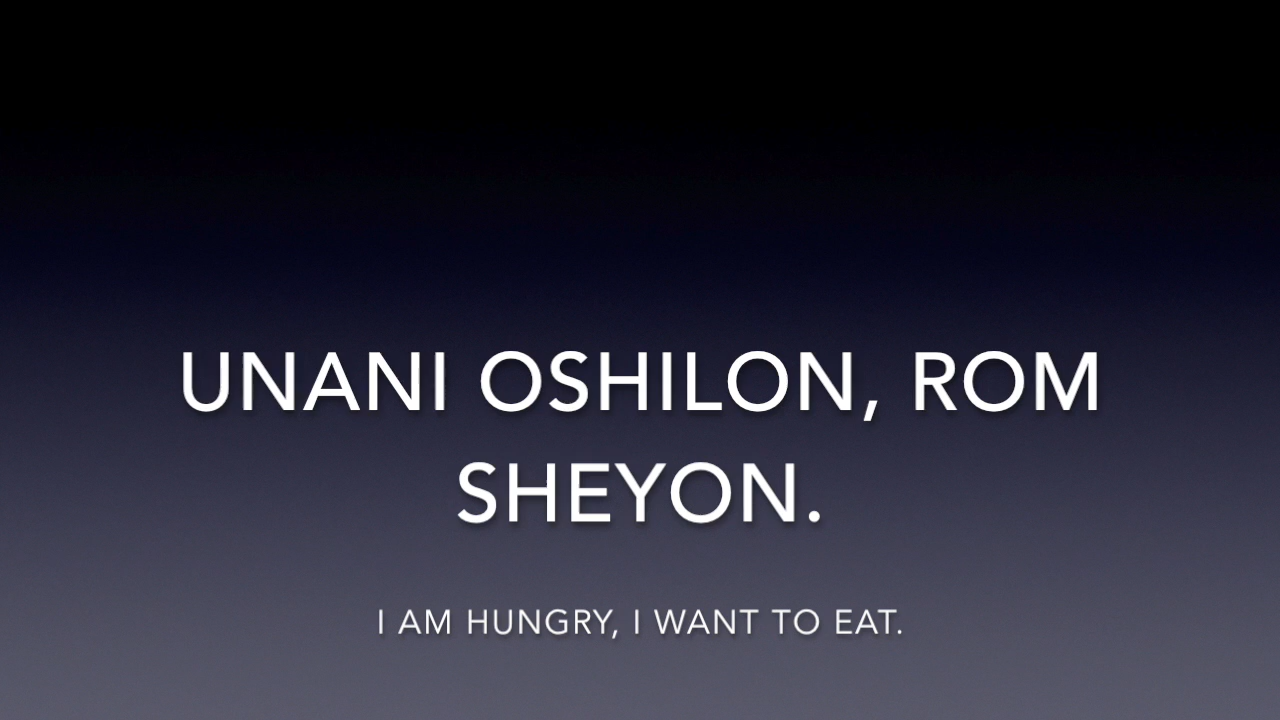 UNANI OSHILON, ROM
SHEYON.
I AM HUNGRY, I WANT TO EAT.